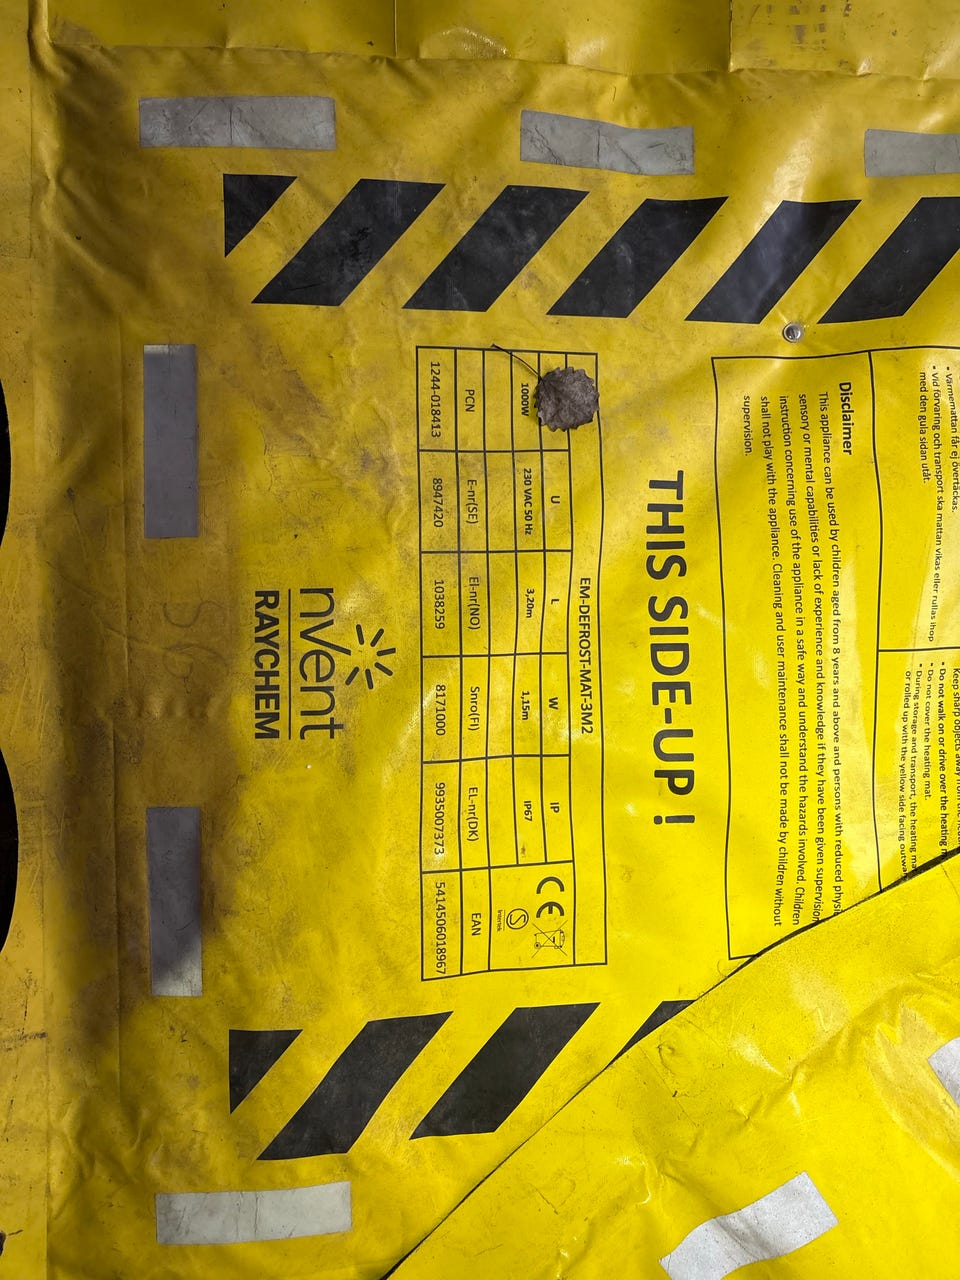 • Värmemattan får ej övertäckas.
• Vid förvaring och transport ska mattan vikas eller rullas ihop
med den gula sidan utåt.
Keep sharp objects away from the
• Do not walk on or drive over the heating
• Do not cover the heating mat.
• During storage and transport, the heating
or rolled up with the yellow side facing
Disclaimer
This appliance can be used by children aged from 8 years and above and persons with reduced
sensory or mental capabilities or lack of experience and knowledge if they have been given supervision
instruction concerning use of the appliance in a safe way and understand the hazards involved. Children
shall not play with the appliance. Cleaning and user maintenance shall not be made by children without
supervision.
THIS SIDE-UP !
EM-DEFROST-MAT-3M2
U L W IP
1000W 230 VAC 50 Hz 3,20m 1,15m IP67 CE
S
Intertek
PCN E-nr(SE) El-nr(NO) Snro(FI) EL-nr(DK) EAN
1244-018413 8947420 1038259 8171000 9935007373 5414506018967
nVent
RAYCHEM